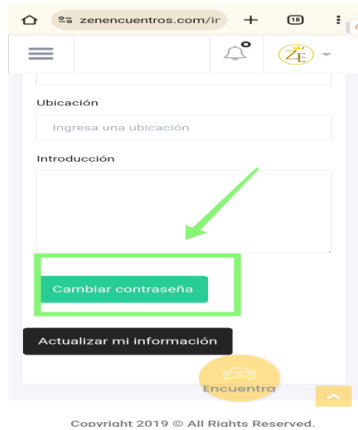 zenencuentros.com/ir
18
ZE
Ubicación
Ingresa una ubicación
Introducción
Cambiar contraseña
Actualizar mi información
Encuentra
Copyright 2019 © All Rights Reserved.